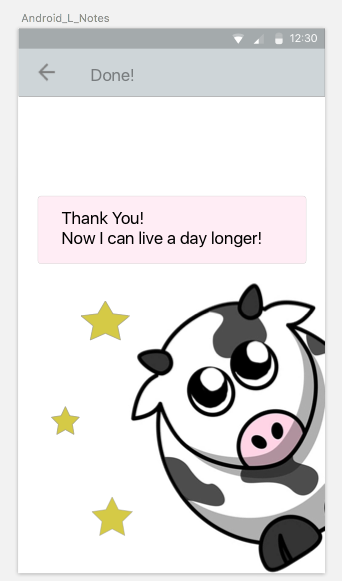 Android_L_Notes
12:30
Done!
Thank You!
Now I can live a day longer!